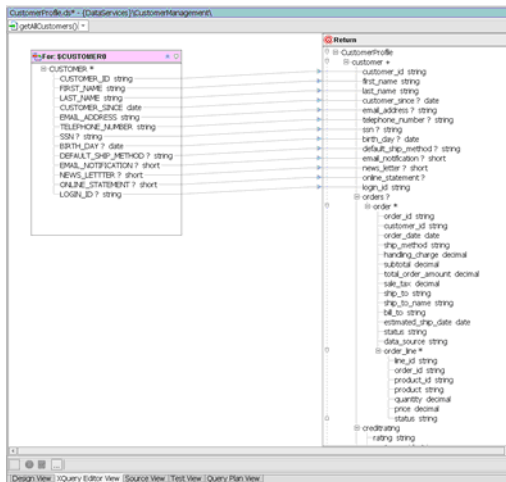 CustomerProfile.ds* - {DataServices}\CustomerManagement\
getAllCustomers()
For: $CUSTOMER0
CUSTOMER *
CUSTOMER_ID string
FIRST_NAME string
LAST_NAME string
CUSTOMER_SINCE date
EMAIL_ADDRESS string
TELEPHONE_NUMBER string
SSN ? string
BIRTH_DAY ? date
DEFAULT_SHIP_METHOD ? string
EMAIL_NOTIFICATION ? short
NEWS_LETTTER ? short
ONLINE_STATEMENT ? short
LOGIN_ID ? string
Return
CustomerProfile
customer +
customer_id string
first_name string
last_name string
customer_since ? date
email_address ? string
telephone_number ? string
ssn ? string
birth_day ? date
default_ship_method ? string
email_notification ? short
news_letter ? short
online_statement ?
login_id string
orders ?
order *
order_id string
customer_id string
order_date date
ship_method string
handling_charge decimal
subtotal decimal
total_order_amount decimal
sale_tax decimal
ship_to string
ship_to_name string
bill_to string
estimated_ship_date date
status string
data_source string
order_line *
line_id string
order_id string
product_id string
product string
quantity decimal
price decimal
status string
creditrating
rating string
Design View XQuery Editor View Source View Test View Query Plan View